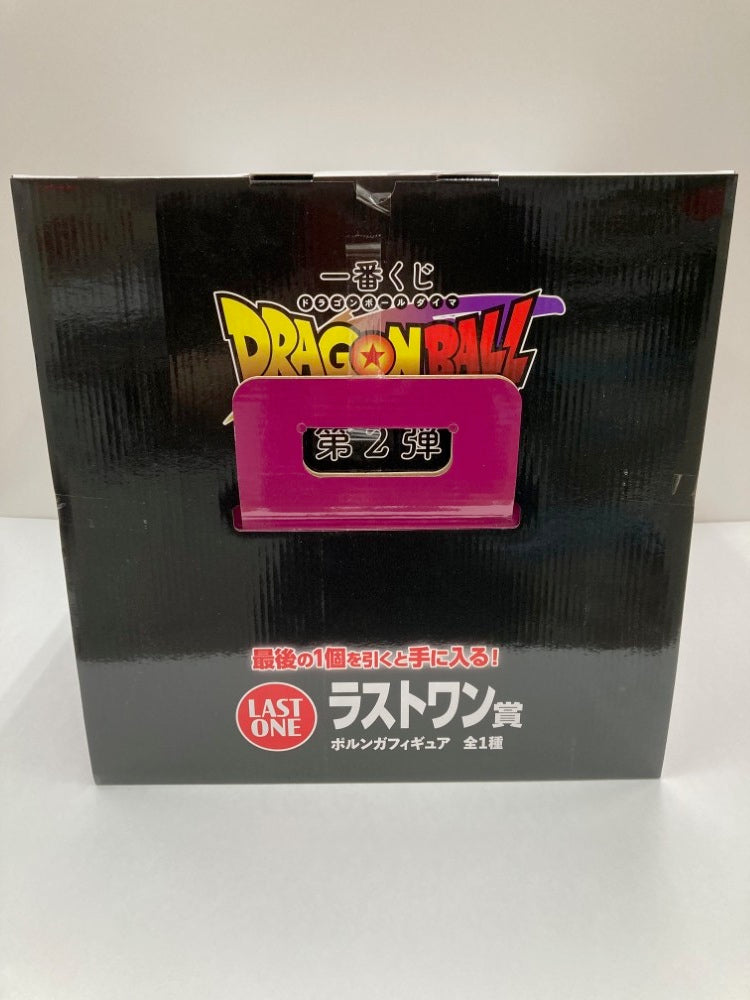 一番くじ
ドラゴンボールダイマ
DRAGON BALL
第2弾
最後の1個を引くと手に入る!
LAST
ONE
ラストワン賞
ポルンガフィギュア 全1種